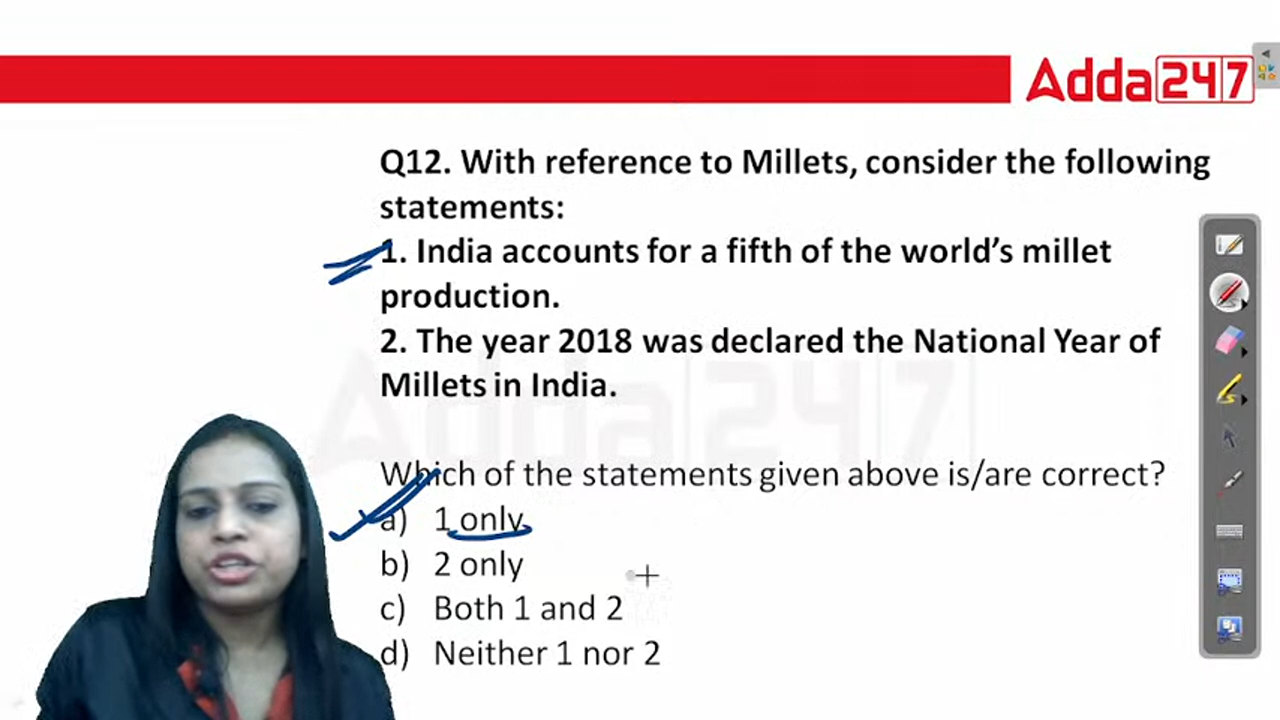 Adda247
Q12. With reference to Millets, consider the following
statements:
1. India accounts for a fifth of the world’s millet
production.
2. The year 2018 was declared the National Year of
Millets in India.
Which of the statements given above is/are correct?
a) 1 only
b) 2 only
c) Both 1 and 2
d) Neither 1 nor 2
Adda247